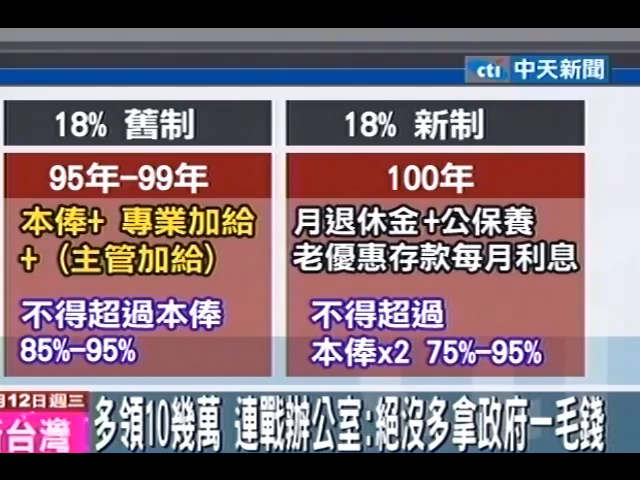 cti 中天新聞
18% 舊制
18% 新制
95年-99年
100年
本俸+ 專業加給
+ (主管加給)
月退休金+公保養
老優惠存款每月利息
不得超過本俸
85%-95%
不得超過
本俸x2 75%-95%
月12日週三
台灣
多領10幾萬 連戰辦公室:絕沒多拿政府一毛錢